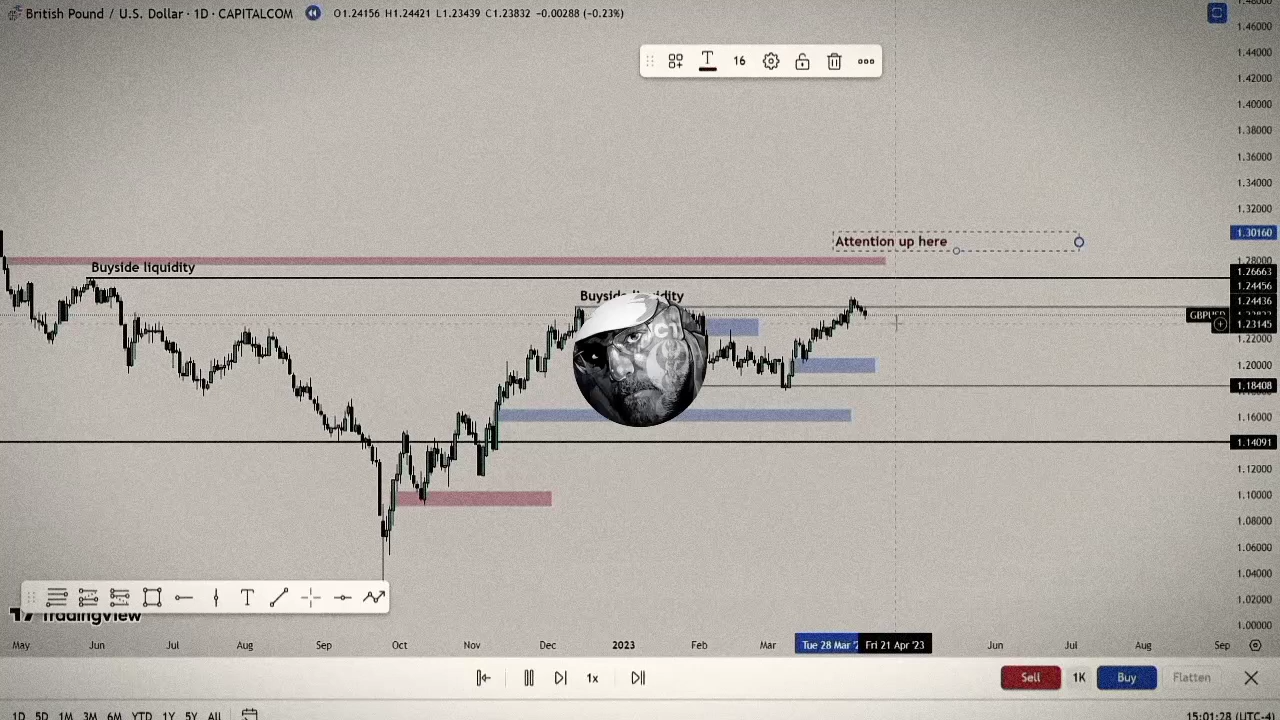 British Pound / U.S. Dollar · 1D · CAPITALCOM
O1.24156 H1.24421 L1.23439 C1.23832 −0.00288 (−0.23%)
16
1.46000
1.44000
1.42000
1.40000
1.38000
1.36000
1.34000
1.32000
Attention up here
1.30160
Buyside liquidity
1.28000
1.26663
1.24456
Buyside liquidity
1.24436
GBPUSD
1.23145
1.22000
1.20000
1.18408
1.16000
1.14091
1.12000
1.10000
1.08000
1.06000
1.04000
1.02000
TradingView
1.00000
May Jun Jul Aug Sep Oct Nov Dec 2023 Feb Mar Tue 28 Mar Fri 21 Apr '23 Jun Jul Aug Sep
1x
Sell 1K Buy Flatten
1D 5D 1M 3M 6M YTD 1Y 5Y All
15:01:28 (UTC-4)